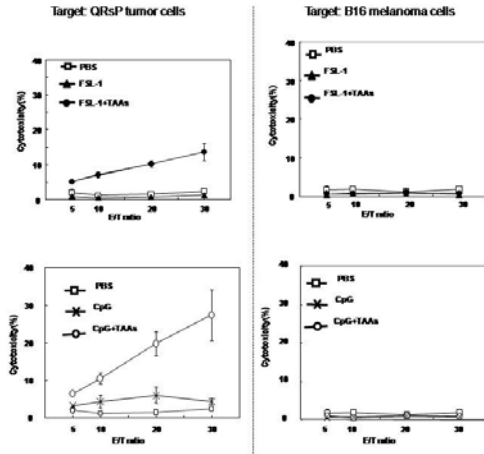 Target: QRsP tumor cells
Target: B16 melanoma cells
Cytotoxicity(%)
40
30
20
10
0
PBS
FSL-1
FSL-1+TAAs
5 10 20 30
E/T ratio
Cytotoxicity(%)
40
30
20
10
0
PBS
FSL-1
FSL-1+TAAs
5 10 20 30
E/T ratio
Cytotoxicity(%)
40
30
20
10
0
PBS
CpG
CpG+TAAs
5 10 20 30
E/T ratio
Cytotoxicity(%)
40
30
20
10
0
PBS
CpG
CpG+TAAs
5 10 20 30
E/T ratio